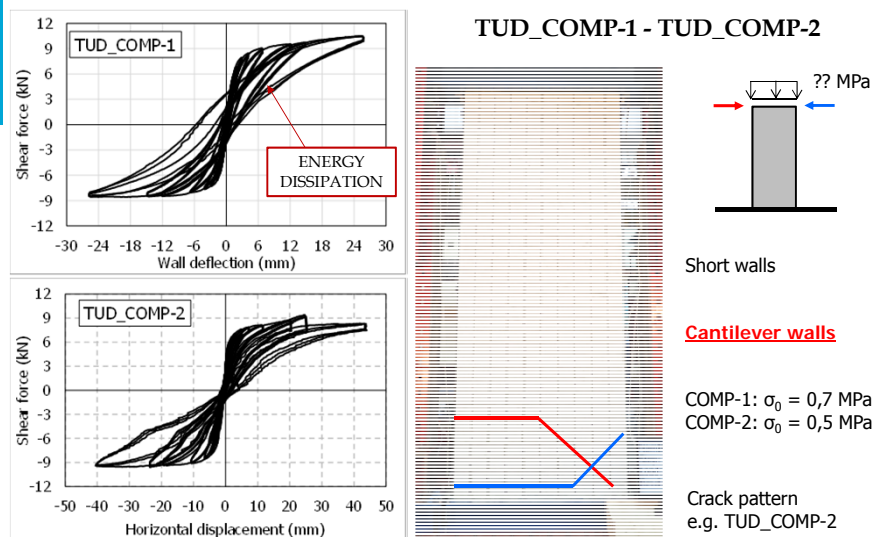 TUD_COMP-1 - TUD_COMP-2
12
9
6
3
0
-3
-6
-9
-12
Shear force (kN)
TUD_COMP-1
ENERGY
DISSIPATION
-30 -24 -18 -12 -6 0 6 12 18 24 30
Wall deflection (mm)
12
9
6
3
0
-3
-6
-9
-12
Shear force (kN)
TUD_COMP-2
-50 -40 -30 -20 -10 0 10 20 30 40 50
Horizontal displacement (mm)
?? MPa
Short walls
Cantilever walls
COMP-1: σ0 = 0,7 MPa
COMP-2: σ0 = 0,5 MPa
Crack pattern
e.g. TUD_COMP-2